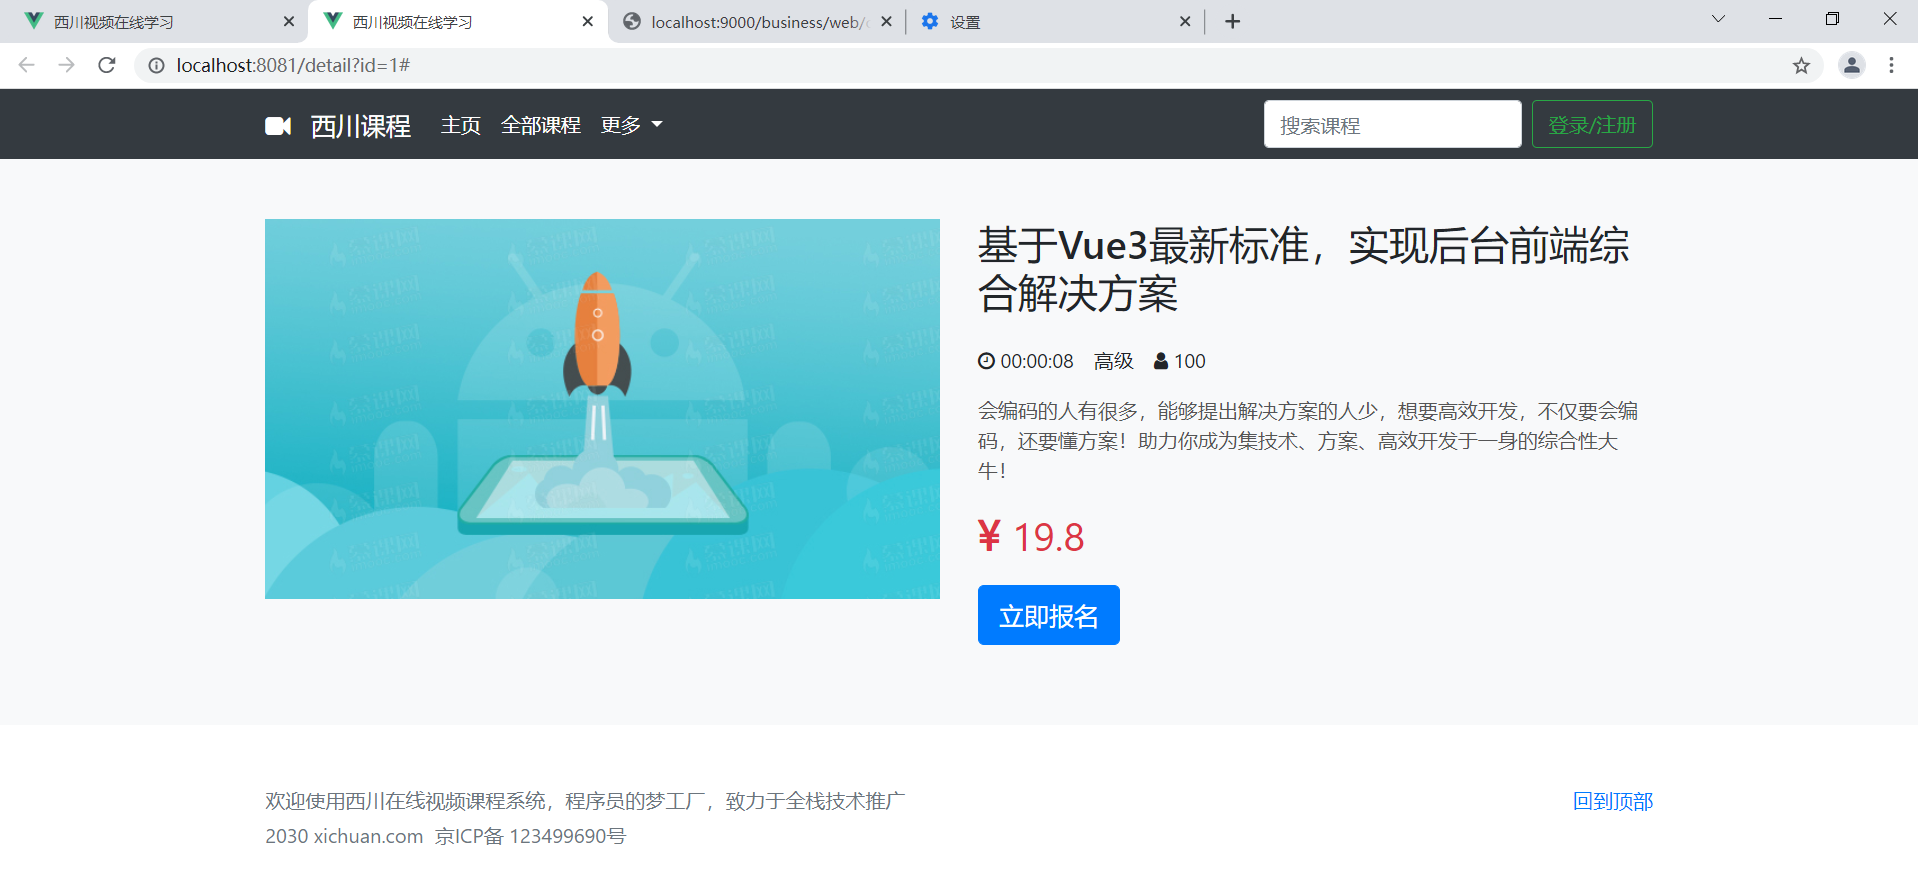 西川视频在线学习
西川视频在线学习
localhost:9000/business/web/
设置
localhost:8081/detail?id=1#
西川课程 主页 全部课程 更多
搜索课程
登录/注册
基于Vue3最新标准，实现后台前端综
合解决方案
00:00:08 高级 100
会编码的人有很多，能够提出解决方案的人少，想要高效开发，不仅要会编
码，还要懂方案！助力你成为集技术、方案、高效开发于一身的综合性大
牛！
¥ 19.8
立即报名
欢迎使用西川在线视频课程系统，程序员的梦工厂，致力于全栈技术推广
回到顶部
2030 xichuan.com 京ICP备 123499690号